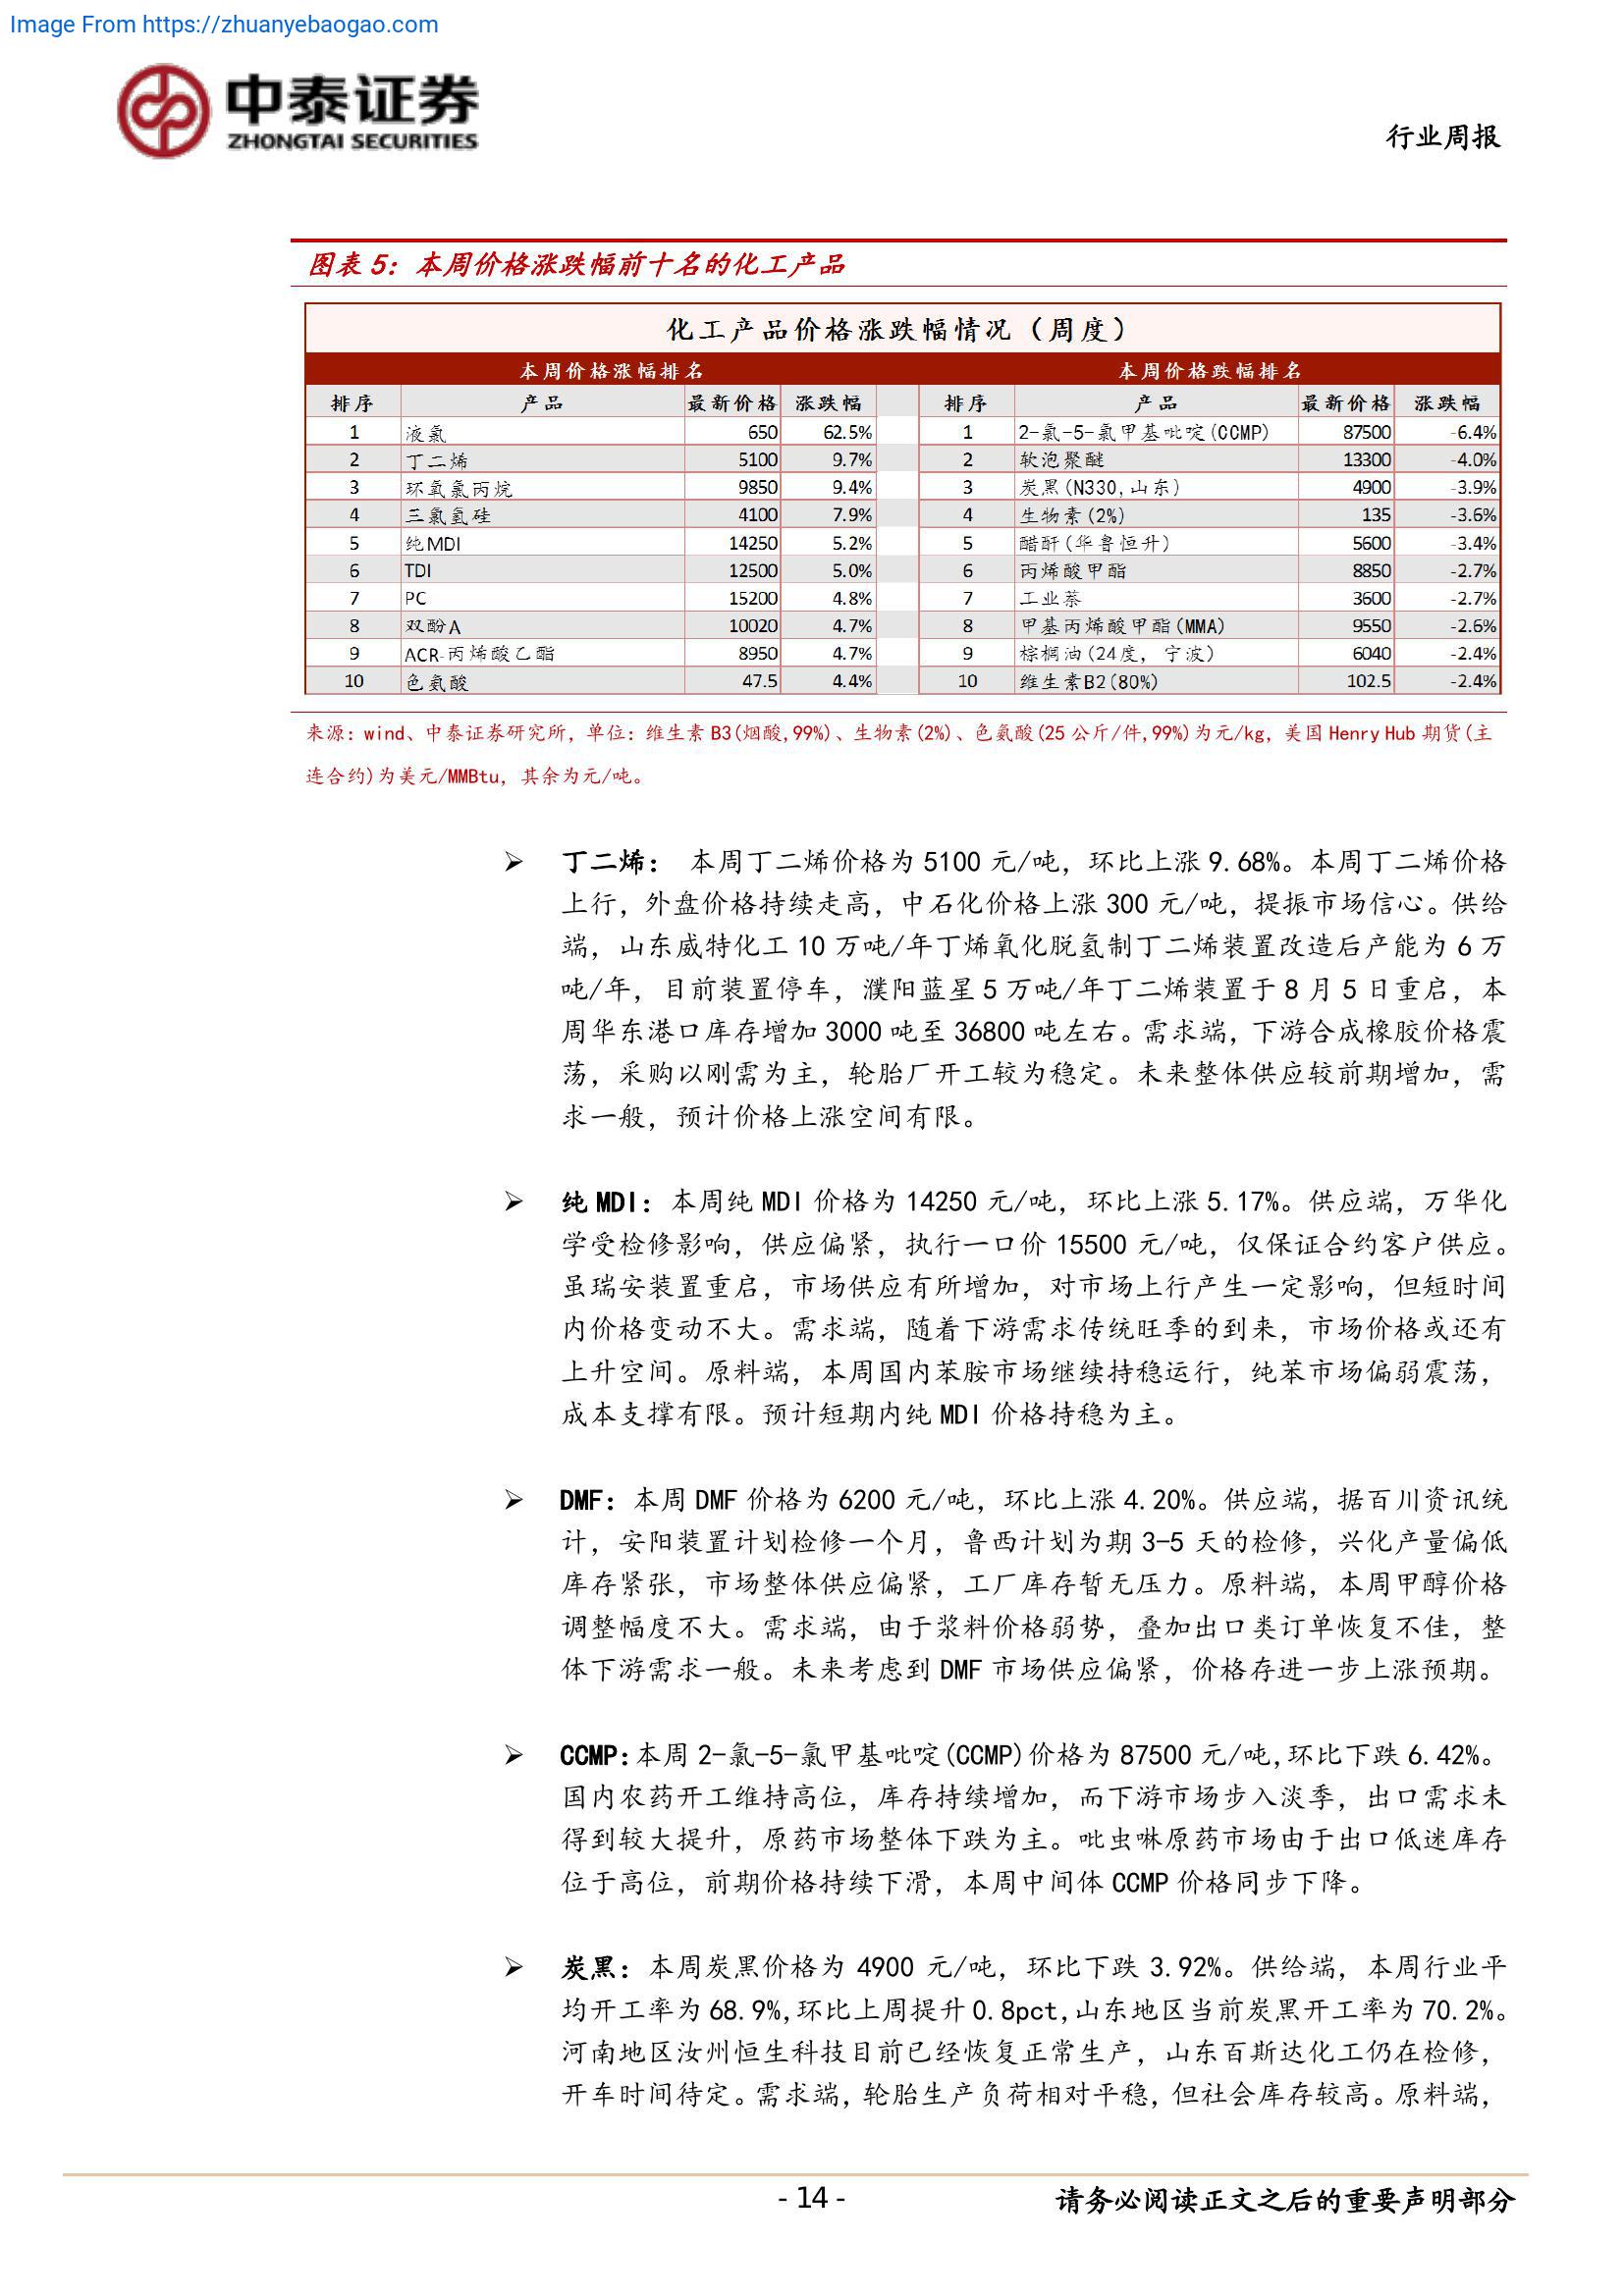 Image From https://zhuanyebaogao.com
中泰证券
ZHONGTAI SECURITIES
行业周报
图表 5：本周价格涨跌幅前十名的化工产品
化工产品价格涨跌幅情况（周度）
本周价格涨幅排名 本周价格跌幅排名
排序 产品 最新价格 涨跌幅 排序 产品 最新价格 涨跌幅
1 液氯 650 62.5% 1 2-氯-5-氯甲基吡啶(CCMP) 87500 -6.4%
2 丁二烯 5100 9.7% 2 软泡聚醚 13300 -4.0%
3 环氧氯丙烷 9850 9.4% 3 炭黑(N330,山东) 4900 -3.9%
4 三氯氢硅 4100 7.9% 4 生物素(2%) 135 -3.6%
5 纯MDI 14250 5.2% 5 醋酐(华鲁恒升) 5600 -3.4%
6 TDI 12500 5.0% 6 丙烯酸甲酯 8850 -2.7%
7 PC 15200 4.8% 7 工业萘 3600 -2.7%
8 双酚A 10020 4.7% 8 甲基丙烯酸甲酯(MMA) 9550 -2.6%
9 ACR-丙烯酸乙酯 8950 4.7% 9 棕榈油(24度, 宁波) 6040 -2.4%
10 色氨酸 47.5 4.4% 10 维生素B2(80%) 102.5 -2.4%
来源：wind、中泰证券研究所，单位：维生素 B3(烟酸,99%)、生物素(2%)、色氨酸(25 公斤/件,99%)为元/kg，美国 Henry Hub 期货(主
连合约)为美元/MMBtu，其余为元/吨。
➢ 丁二烯： 本周丁二烯价格为 5100 元/吨，环比上涨 9.68%。本周丁二烯价格
上行，外盘价格持续走高，中石化价格上涨 300 元/吨，提振市场信心。供给
端，山东威特化工 10 万吨/年丁烯氧化脱氢制丁二烯装置改造后产能为 6 万
吨/年，目前装置停车，濮阳蓝星 5 万吨/年丁二烯装置于 8 月 5 日重启，本
周华东港口库存增加 3000 吨至 36800 吨左右。需求端，下游合成橡胶价格震
荡，采购以刚需为主，轮胎厂开工较为稳定。未来整体供应较前期增加，需
求一般，预计价格上涨空间有限。
➢ 纯 MDI：本周纯 MDI 价格为 14250 元/吨，环比上涨 5.17%。供应端，万华化
学受检修影响，供应偏紧，执行一口价 15500 元/吨，仅保证合约客户供应。
虽瑞安装置重启，市场供应有所增加，对市场上行产生一定影响，但短时间
内价格变动不大。需求端，随着下游需求传统旺季的到来，市场价格或还有
上升空间。原料端，本周国内苯胺市场继续持稳运行，纯苯市场偏弱震荡，
成本支撑有限。预计短期内纯 MDI 价格持稳为主。
➢ DMF：本周 DMF 价格为 6200 元/吨，环比上涨 4.20%。供应端，据百川资讯统
计，安阳装置计划检修一个月，鲁西计划为期 3-5 天的检修，兴化产量偏低
库存紧张，市场整体供应偏紧，工厂库存暂无压力。原料端，本周甲醇价格
调整幅度不大。需求端，由于浆料价格弱势，叠加出口类订单恢复不佳，整
体下游需求一般。未来考虑到 DMF 市场供应偏紧，价格存进一步上涨预期。
➢ CCMP：本周 2-氯-5-氯甲基吡啶(CCMP)价格为 87500 元/吨,环比下跌 6.42%。
国内农药开工维持高位，库存持续增加，而下游市场步入淡季，出口需求未
得到较大提升，原药市场整体下跌为主。吡虫啉原药市场由于出口低迷库存
位于高位，前期价格持续下滑，本周中间体 CCMP 价格同步下降。
➢ 炭黑：本周炭黑价格为 4900 元/吨，环比下跌 3.92%。供给端，本周行业平
均开工率为 68.9%,环比上周提升 0.8pct,山东地区当前炭黑开工率为 70.2%。
河南地区汝州恒生科技目前已经恢复正常生产，山东百斯达化工仍在检修，
开车时间待定。需求端，轮胎生产负荷相对平稳，但社会库存较高。原料端，
- 14 - 请务必阅读正文之后的重要声明部分